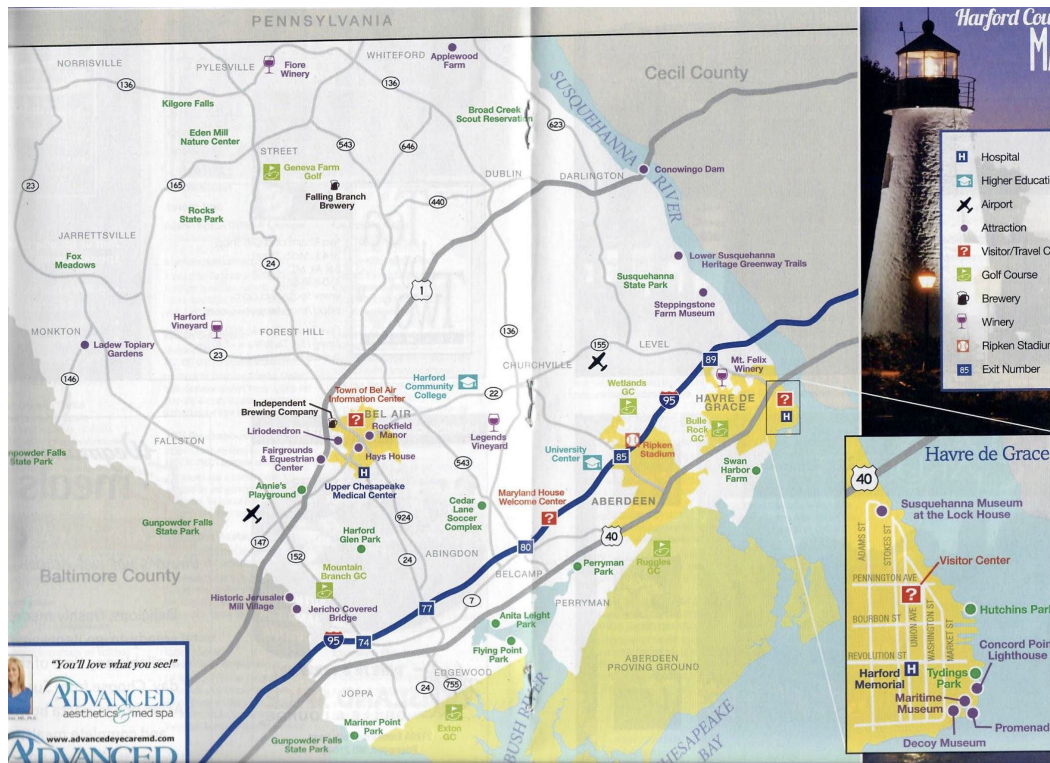 PENNSYLVANIA
Harford Cou
MA
NORRISVILLE
PYLESVILLE
Fiore
Winery
WHITEFORD
Applewood
Farm
Cecil County
136
136
Kilgore Falls
Broad Creek
Scout Reservation
SUSQUEHANNA
RIVER
623
Eden Mill
Nature Center
STREET
543
646
Geneva Farm
Golf
DUBLIN
DARLINGTON
Conowingo Dam
23
165
Falling Branch
Brewery
440
Rocks
State Park
JARRETTSVILLE
Fox
Meadows
24
1
Lower Susquehanna
Heritage Greenway Trails
Susquehanna
State Park
Steppingstone
Farm Museum
Harford
Vineyard
MONKTON
Ladew Topiary
Gardens
FOREST HILL
23
136
155
LEVEL
89
Mt. Felix
Winery
CHURCHVILLE
146
Harford
Community
College
22
Wetlands
GC
95
HAVRE DE
GRACE
?
H
Town of Bel Air
Information Center
Independent
Brewing Company
?
BEL AIR
Liriodendron
Rockfield
Manor
Hays House
Legends
Vineyard
Bulle
Rock
GC
FALLSTON
Fairgrounds
& Equestrian
Center
H
Upper Chesapeake
Medical Center
543
University
Center
85
Ripken
Stadium
Swan
Harbor
Farm
npowder Falls
State Park
Annie's
Playground
Maryland House
Welcome Center
?
ABERDEEN
Gunpowder Falls
State Park
Cedar
Lane
Soccer
Complex
924
Harford
Glen Park
147
152
24
ABINGDON
80
40
BELCAMP
Ruggles
GC
Baltimore County
Mountain
Branch GC
Perryman
Park
Historic Jerusalem
Mill Village
Jericho Covered
Bridge
77
7
PERRYMAN
Anita Leight
Park
95
74
Flying Point
Park
ABERDEEN
PROVING GROUND
EDGEWOOD
24
755
JOPPA
Mariner Point
Park
Exton
GC
Gunpowder Falls
State Park
BUSH RIVER
CHESAPEAKE
BAY
"You'll love what you see!"
ADVANCED
aesthetics & med spa
www.advancedeyecaremd.com
ADVANCED
H Hospital
Higher Educati
Airport
Attraction
? Visitor/Travel C
Golf Course
Brewery
Winery
Ripken Stadiu
85 Exit Number
Havre de Grace
40
Susquehanna Museum
at the Lock House
ADAMS ST
STOKES ST
Visitor Center
PENNINGTON AVE
?
Hutchins Park
BOURBON ST
UNION AVE
WASHINGTON ST
MARKET ST
REVOLUTION ST
Concord Poin
Lighthouse
Harford
Memorial
H
Tydings
Park
Maritime
Museum
Promenad
Decoy Museum